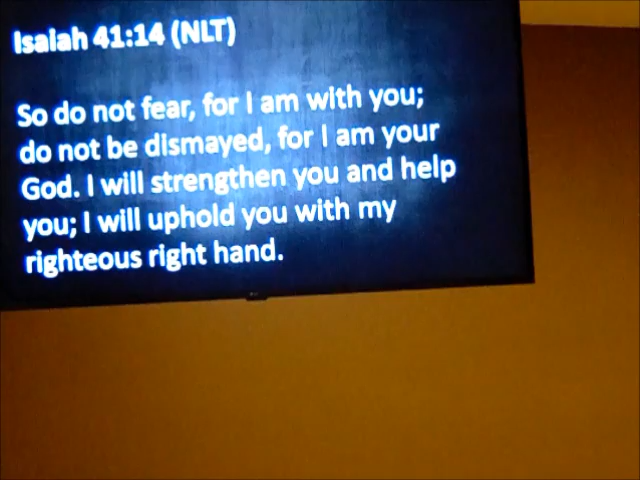 Isaiah 41:14 (NLT)
So do not fear, for I am with you;
do not be dismayed, for I am your
God. I will strengthen you and help
you; I will uphold you with my
righteous right hand.